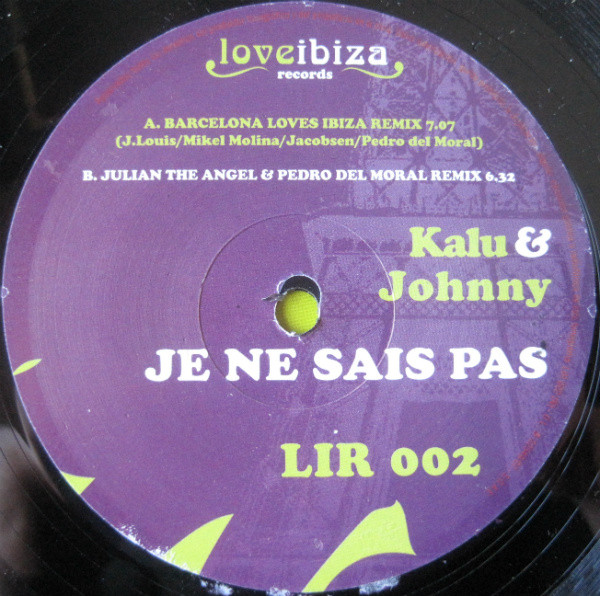 loveibiza
records
A. BARCELONA LOVES IBIZA REMIX 7.07
(J.Louis/Mikel Molina/Jacobsen/Pedro del Moral)
B. JULIAN THE ANGEL & PEDRO DEL MORAL REMIX 6.32
Kalu &
Johnny
JE NE SAIS PAS
LIR 002